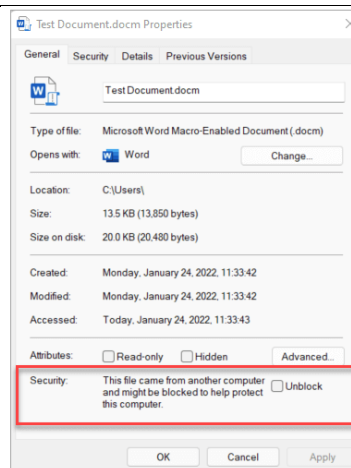 Test Document.docm Properties
General Security Details Previous Versions
Test Document.docm
Type of file: Microsoft Word Macro-Enabled Document (.docm)
Opens with: Word Change...
Location: C:\Users\
Size: 13.5 KB (13,850 bytes)
Size on disk: 20.0 KB (20,480 bytes)
Created: Monday, January 24, 2022, 11:33:42
Modified: Monday, January 24, 2022, 11:33:42
Accessed: Today, January 24, 2022, 11:33:43
Attributes: Read-only Hidden Advanced...
Security: This file came from another computer
and might be blocked to help protect
this computer.
Unblock
OK Cancel Apply